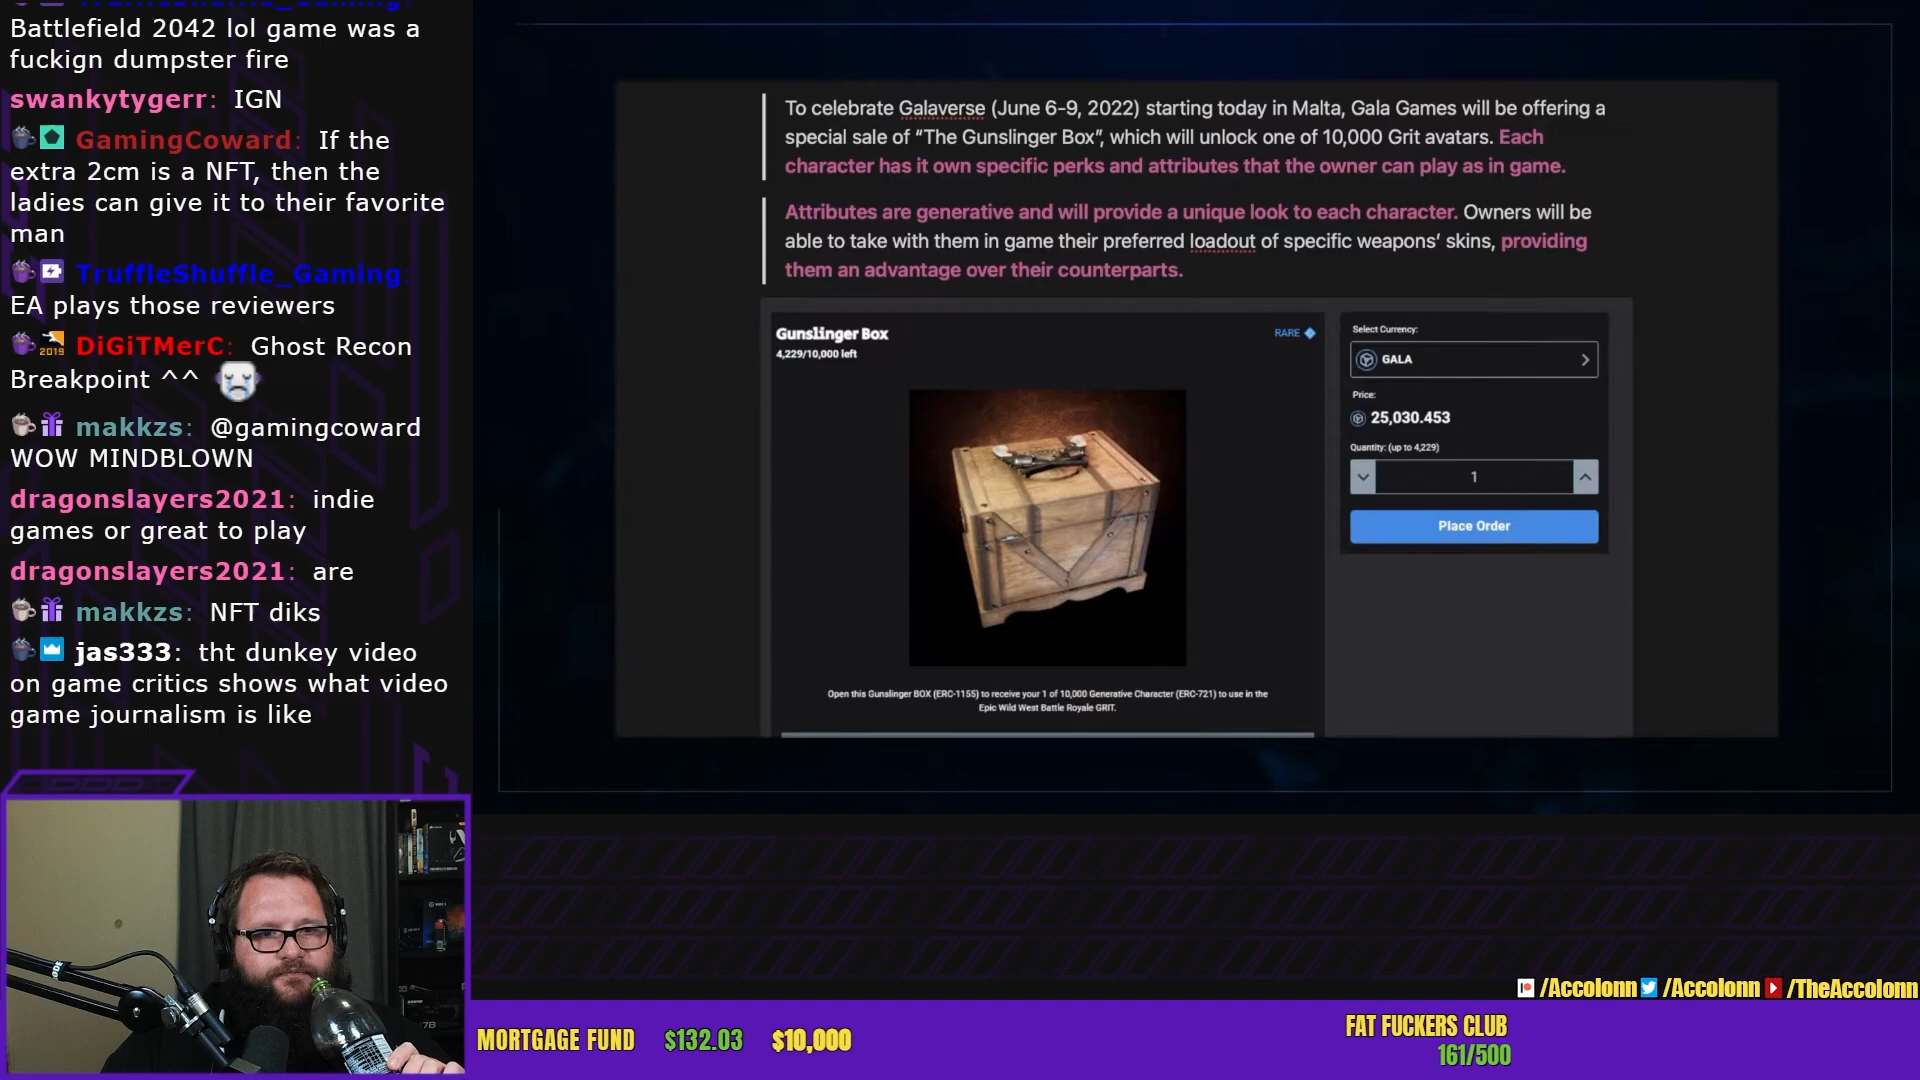 Battlefield 2042 lol game was a
fuckign dumpster fire
swankytygerr: IGN
GamingCoward: If the
extra 2cm is a NFT, then the
ladies can give it to their favorite
man
TruffleShuffle_Gaming:
EA plays those reviewers
2019 DiGiTMerC: Ghost Recon
Breakpoint ^^
makkzs: @gamingcoward
WOW MINDBLOWN
dragonslayers2021: indie
games or great to play
dragonslayers2021: are
makkzs: NFT diks
jas333: tht dunkey video
on game critics shows what video
game journalism is like
To celebrate Galaverse (June 6-9, 2022) starting today in Malta, Gala Games will be offering a
special sale of “The Gunslinger Box”, which will unlock one of 10,000 Grit avatars. Each
character has it own specific perks and attributes that the owner can play as in game.
Attributes are generative and will provide a unique look to each character. Owners will be
able to take with them in game their preferred loadout of specific weapons’ skins, providing
them an advantage over their counterparts.
Gunslinger Box
RARE
4,229/10,000 left
Open this Gunslinger BOX (ERC-1155) to receive your 1 of 10,000 Generative Character (ERC-721) to use in the
Epic Wild West Battle Royale GRIT.
Select Currency:
GALA
Price:
25,030.453
Quantity: (up to 4,229)
1
Place Order
/Accolonn /Accolonn /TheAccolonn
MORTGAGE FUND $132.03 $10,000
FAT FUCKERS CLUB
161/500